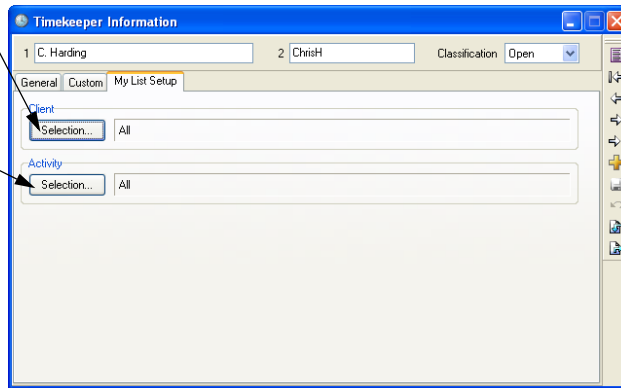 Timekeeper Information
1 C. Harding 2 ChrisH Classification Open
General Custom My List Setup
Client
Selection... All
Activity
Selection... All